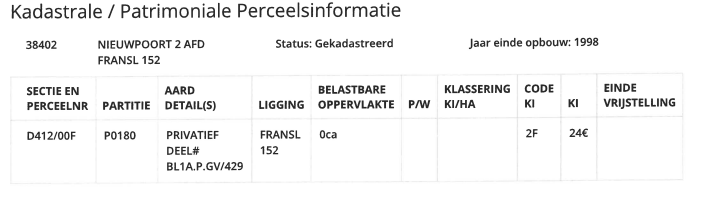 Kadastrale / Patrimoniale Perceelsinformatie
38402 NIEUWPOORT 2 AFD Status: Gekadastreerd Jaar einde opbouw: 1998
FRANSL 152
SECTIE EN PERCEELNR PARTITIE AARD DETAIL(S) LIGGING BELASTBARE OPPERVLAKTE P/W KLASSERING KI/HA CODE KI KI EINDE VRIJSTELLING
D412/00F P0180 PRIVATIEF DEEL# BL1A.P.GV/429 FRANSL 152 0ca 2F 24€